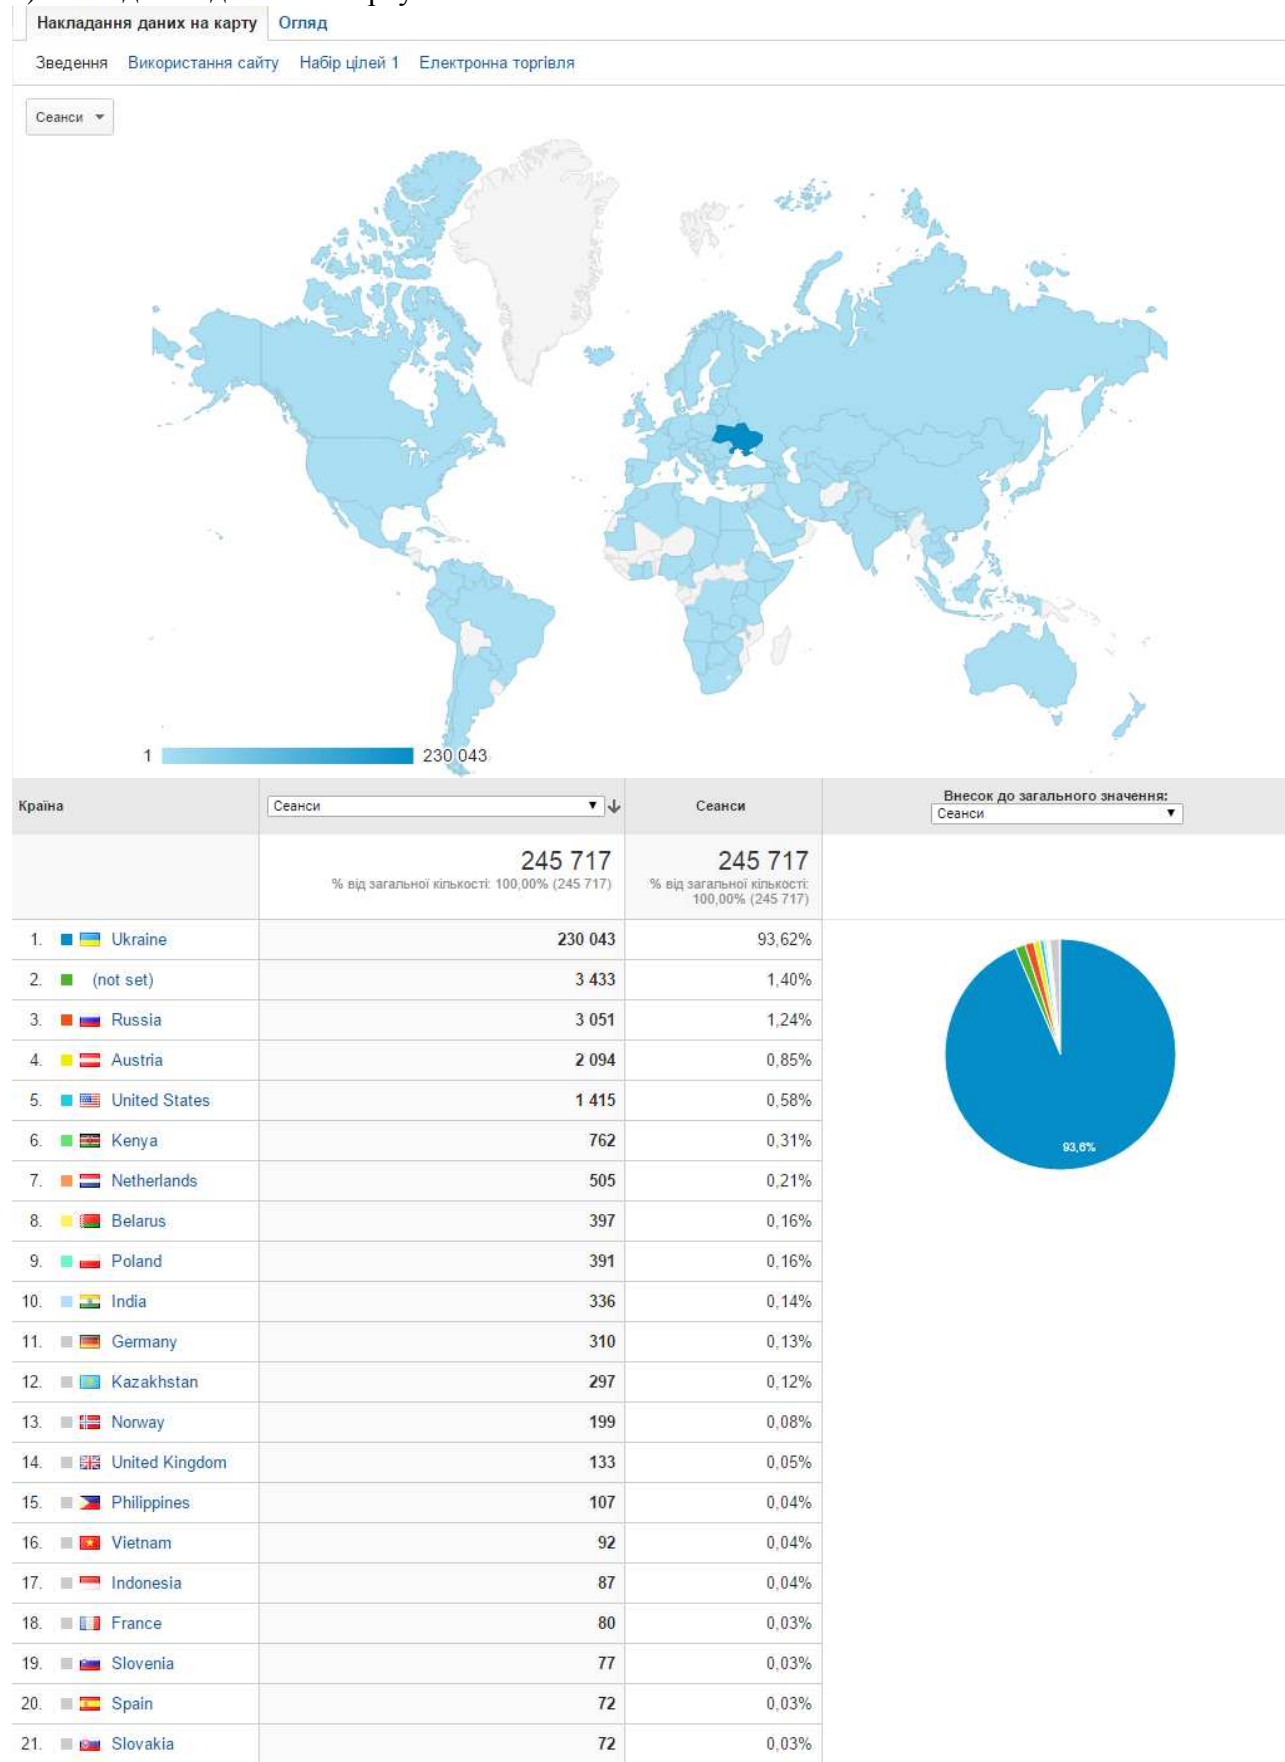 Накладання даних на карту Огляд
Зведення Використання сайту Набір цілей 1 Електронна торгівля
Сеанси
1 230 043
Країна Сеанси Сеанси Внесок до загального значення:
Сеанси
245 717 245 717
% від загальної кількості: 100,00% (245 717) % від загальної кількості:
100,00% (245 717)
1. Ukraine 230 043 93,62%
2. (not set) 3 433 1,40%
3. Russia 3 051 1,24%
4. Austria 2 094 0,85%
5. United States 1 415 0,58%
6. Kenya 762 0,31%
93,6%
7. Netherlands 505 0,21%
8. Belarus 397 0,16%
9. Poland 391 0,16%
10. India 336 0,14%
11. Germany 310 0,13%
12. Kazakhstan 297 0,12%
13. Norway 199 0,08%
14. United Kingdom 133 0,05%
15. Philippines 107 0,04%
16. Vietnam 92 0,04%
17. Indonesia 87 0,04%
18. France 80 0,03%
19. Slovenia 77 0,03%
20. Spain 72 0,03%
21. Slovakia 72 0,03%